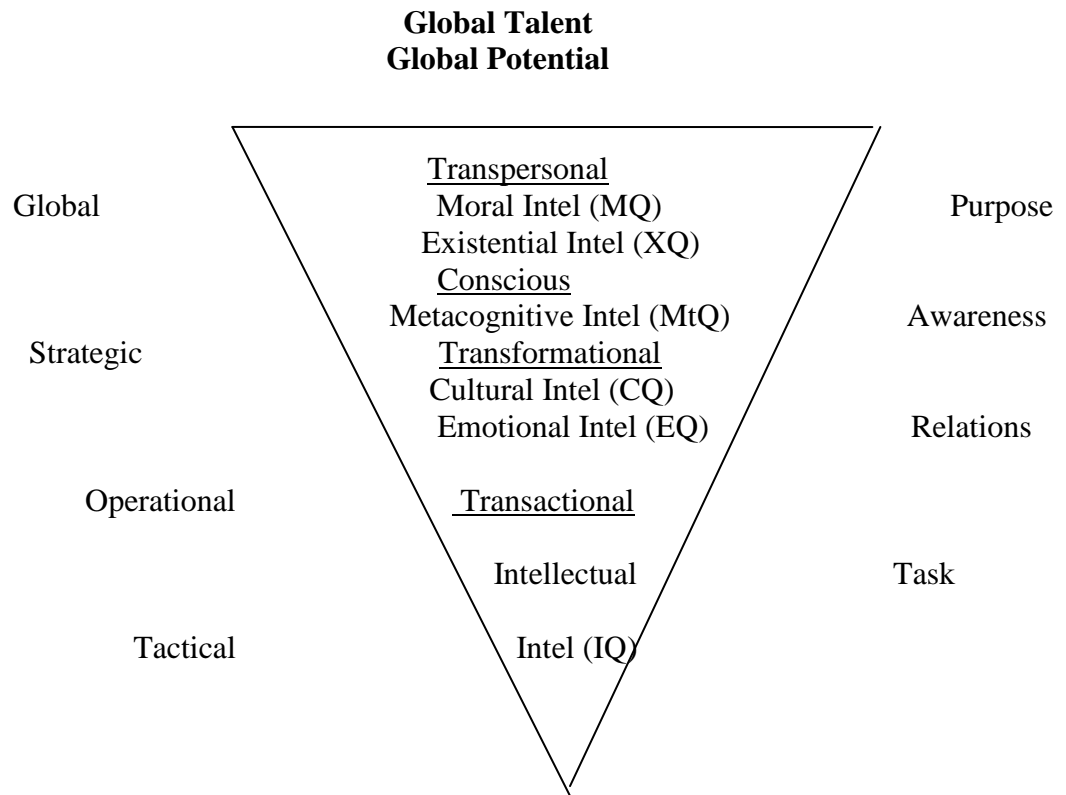 Global Talent
Global Potential
Transpersonal
Global Moral Intel (MQ) Purpose
Existential Intel (XQ)
Conscious
Metacognitive Intel (MtQ) Awareness
Strategic Transformational
Cultural Intel (CQ)
Emotional Intel (EQ) Relations
Operational Transactional
Intellectual Task
Tactical Intel (IQ)